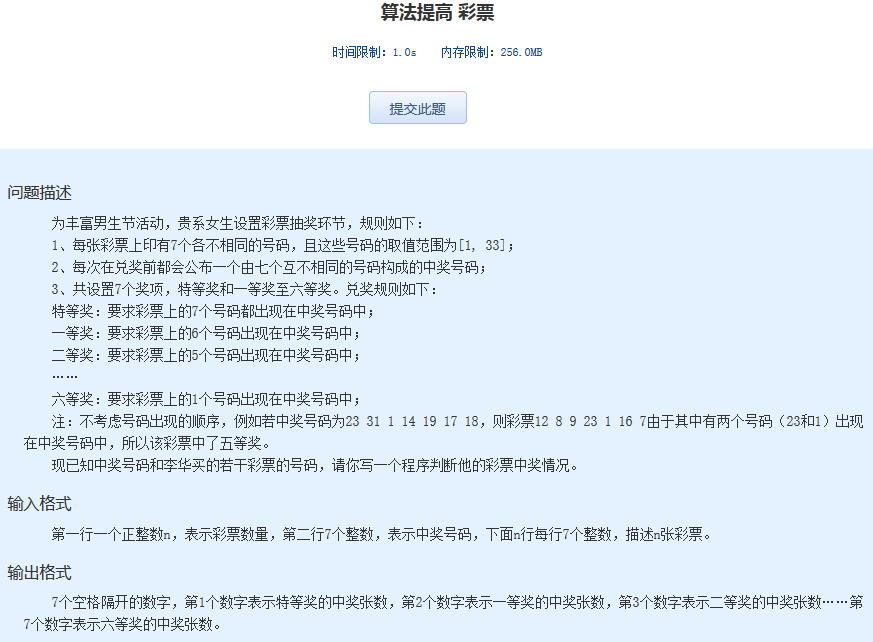 算法提高 彩票
时间限制：1.0s 内存限制：256.0MB
提交此题
问题描述
为丰富男生节活动，贵系女生设置彩票抽奖环节，规则如下：
1、每张彩票上印有7个各不相同的号码，且这些号码的取值范围为[1, 33]；
2、每次在兑奖前都会公布一个由七个互不相同的号码构成的中奖号码；
3、共设置7个奖项，特等奖和一等奖至六等奖。兑奖规则如下：
特等奖：要求彩票上的7个号码都出现在中奖号码中；
一等奖：要求彩票上的6个号码出现在中奖号码中；
二等奖：要求彩票上的5个号码出现在中奖号码中；
……
六等奖：要求彩票上的1个号码出现在中奖号码中；
注：不考虑号码出现的顺序，例如若中奖号码为23 31 1 14 19 17 18，则彩票12 8 9 23 1 16 7由于其中有两个号码（23和1）出现
在中奖号码中，所以该彩票中了五等奖。
现已知中奖号码和李华买的若干彩票的号码，请你写一个程序判断他的彩票中奖情况。
输入格式
第一行一个正整数n，表示彩票数量，第二行7个整数，表示中奖号码，下面n行每行7个整数，描述n张彩票。
输出格式
7个空格隔开的数字，第1个数字表示特等奖的中奖张数，第2个数字表示一等奖的中奖张数，第3个数字表示二等奖的中奖张数……第
7个数字表示六等奖的中奖张数。